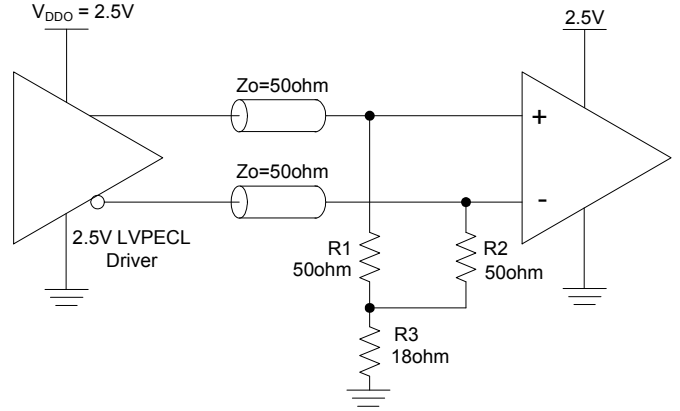 V_DDO = 2.5V
2.5V
Zo=50ohm
+
Zo=50ohm
-
2.5V LVPECL
Driver
R1
50ohm
R2
50ohm
R3
18ohm